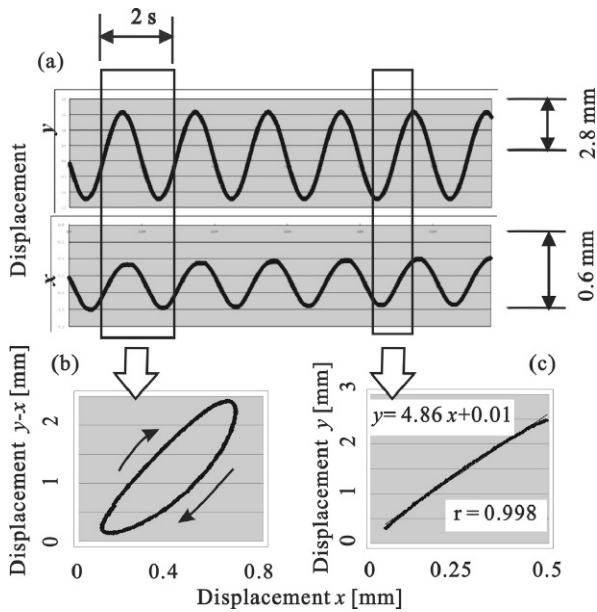 2 s
(a)
Displacement
y
x
2.8 mm
0.6 mm
(b)
(c)
Displacement y-x [mm]
2
1
0
0
0.4
0.8
Displacement y [mm]
3
2
1
0
y= 4.86 x+0.01
r = 0.998
0
0.25
0.5
Displacement x [mm]